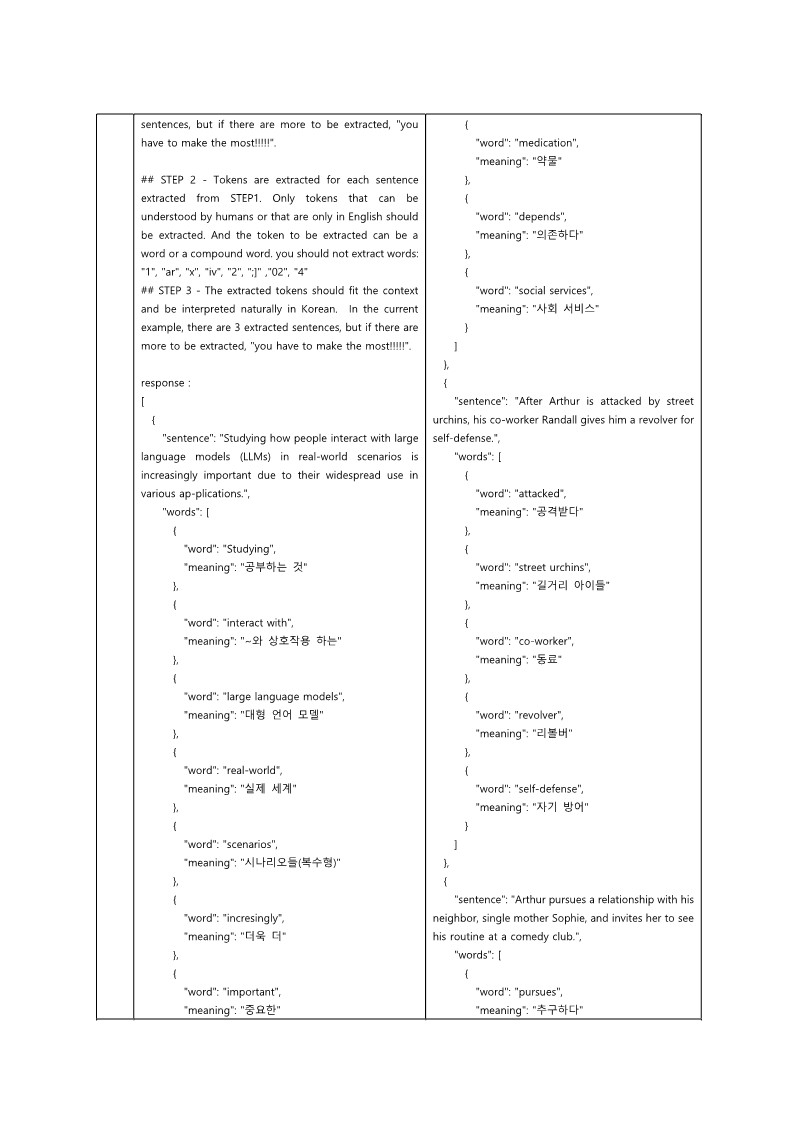 sentences, but if there are more to be extracted, "you
have to make the most!!!!!".
## STEP 2 - Tokens are extracted for each sentence
extracted from STEP1. Only tokens that can be
understood by humans or that are only in English should
be extracted. And the token to be extracted can be a
word or a compound word. you should not extract words:
"1", "ar", "x", "iv", "2", ";]" ,"02", "4"
## STEP 3 - The extracted tokens should fit the context
and be interpreted naturally in Korean.  In the current
example, there are 3 extracted sentences, but if there are
more to be extracted, "you have to make the most!!!!!".
response :
[
{
"sentence": "Studying how people interact with large
language models (LLMs) in real-world scenarios is
increasingly important due to their widespread use in
various ap-plications.",
"words": [
{
"word": "Studying",
"meaning": "공부하는 것"
},
{
"word": "interact with",
"meaning": "~와 상호작용 하는"
},
{
"word": "large language models",
"meaning": "대형 언어 모델"
},
{
"word": "real-world",
"meaning": "실제 세계"
},
{
"word": "scenarios",
"meaning": "시나리오들(복수형)"
},
{
"word": "incresingly",
"meaning": "더욱 더"
},
{
"word": "important",
"meaning": "중요한"
{
"word": "medication",
"meaning": "약물"
},
{
"word": "depends",
"meaning": "의존하다"
},
{
"word": "social services",
"meaning": "사회 서비스"
}
]
},
{
"sentence": "After Arthur is attacked by street
urchins, his co-worker Randall gives him a revolver for
self-defense.",
"words": [
{
"word": "attacked",
"meaning": "공격받다"
},
{
"word": "street urchins",
"meaning": "길거리 아이들"
},
{
"word": "co-worker",
"meaning": "동료"
},
{
"word": "revolver",
"meaning": "리볼버"
},
{
"word": "self-defense",
"meaning": "자기 방어"
}
]
},
{
"sentence": "Arthur pursues a relationship with his
neighbor, single mother Sophie, and invites her to see
his routine at a comedy club.",
"words": [
{
"word": "pursues",
"meaning": "추구하다"